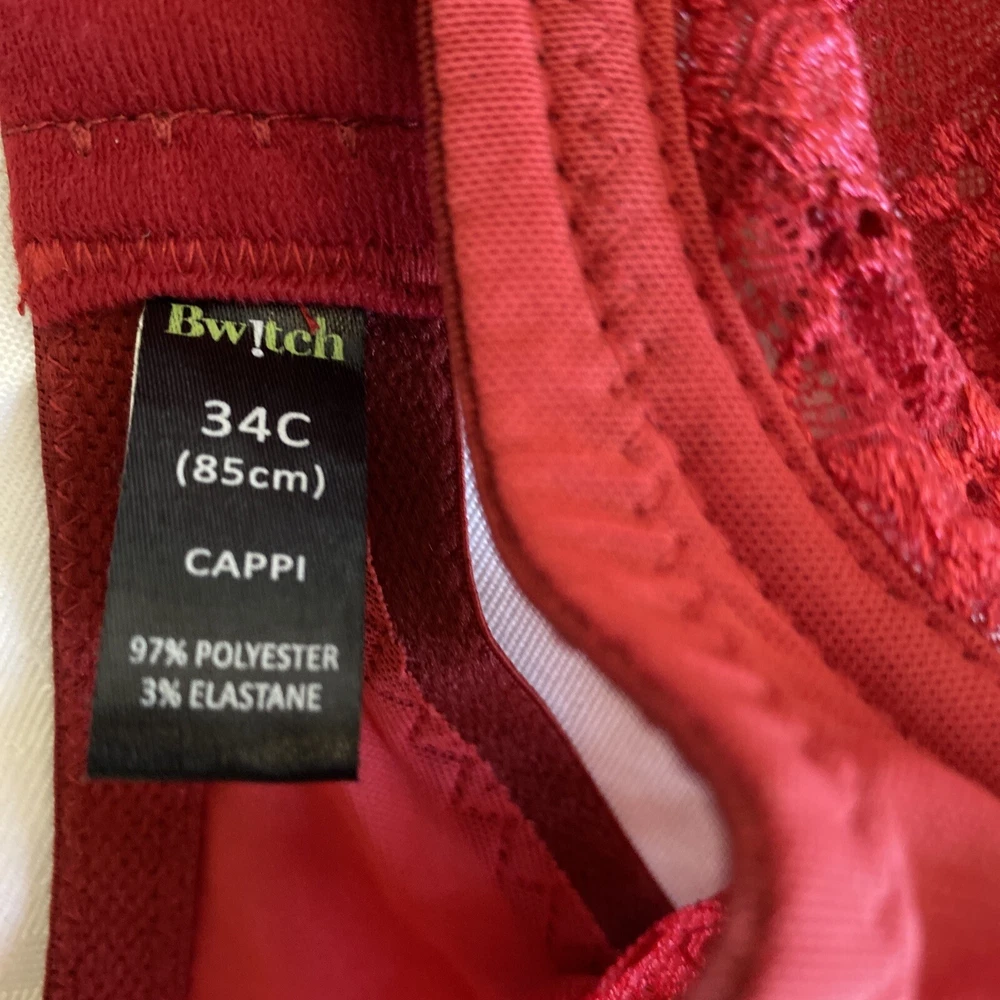 Bw!tch
34C
(85cm)
CAPPI
97% POLYESTER
3% ELASTANE